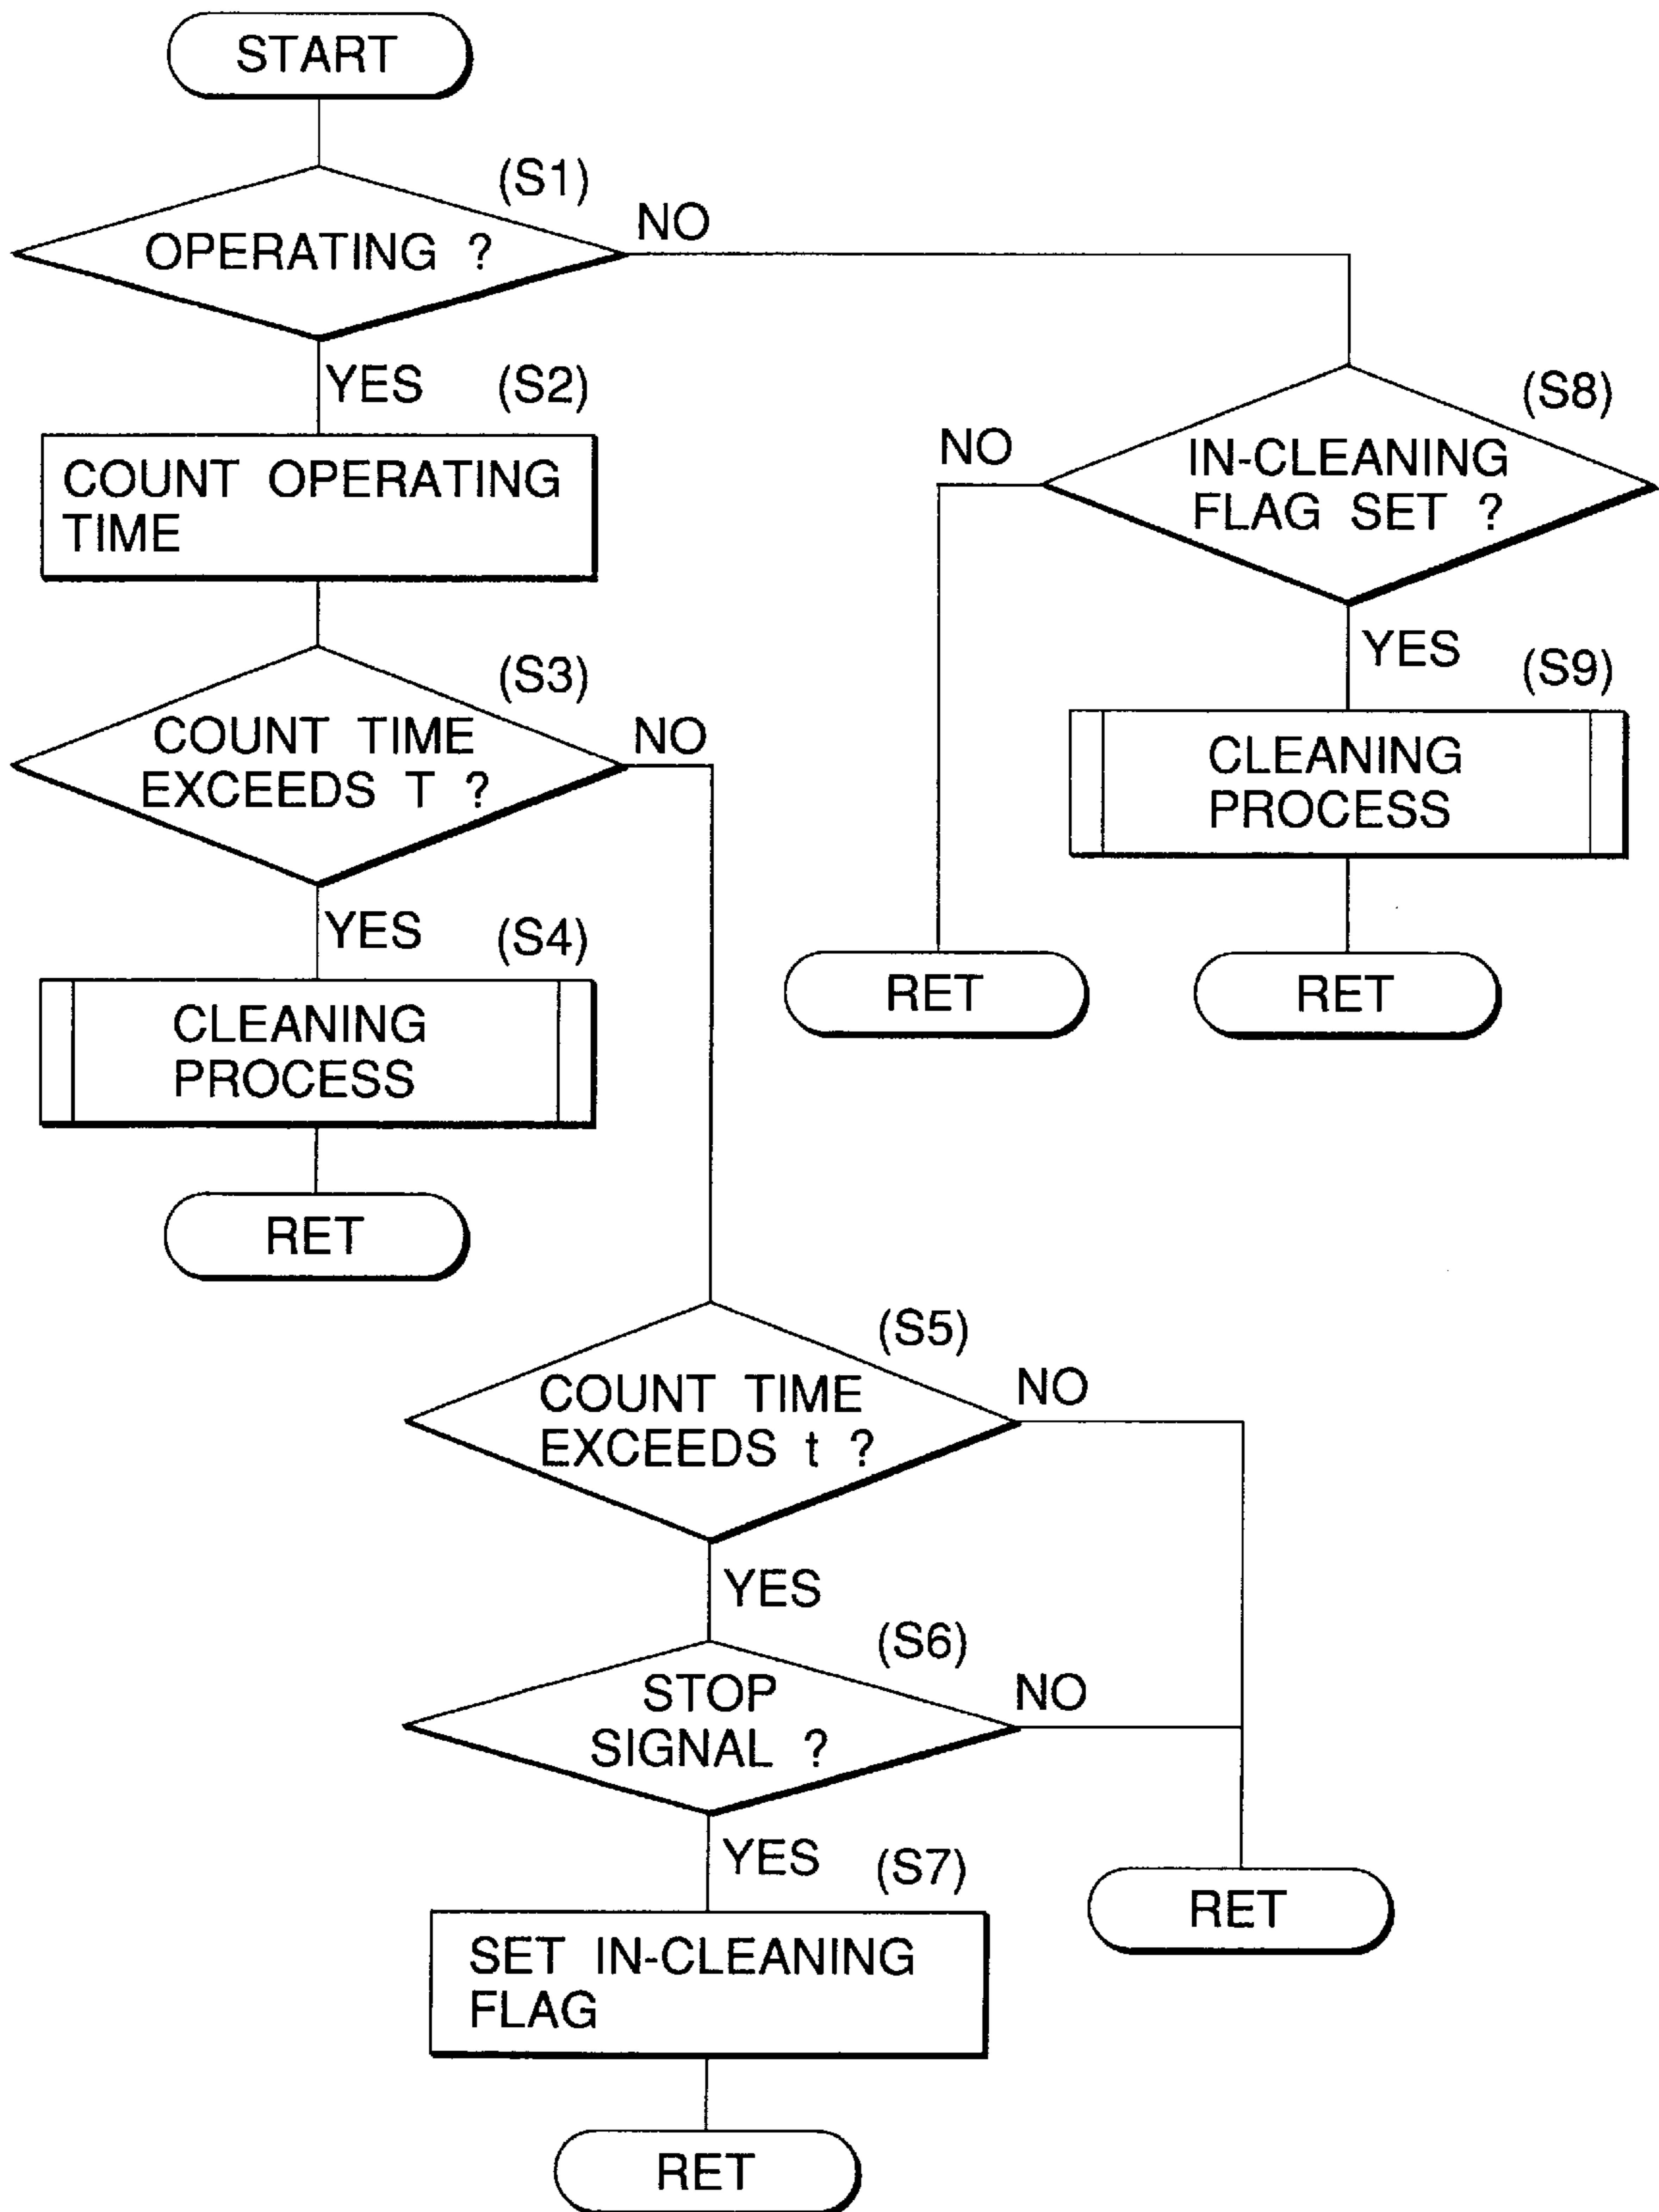 START
(S1)
OPERATING ?
NO
YES
(S2)
COUNT OPERATING
TIME
(S3)
COUNT TIME
EXCEEDS T ?
NO
YES
(S4)
CLEANING
PROCESS
RET
(S8)
IN-CLEANING
FLAG SET ?
NO
YES
(S9)
CLEANING
PROCESS
RET
RET
(S5)
COUNT TIME
EXCEEDS t ?
NO
YES
(S6)
STOP
SIGNAL ?
NO
YES
(S7)
SET IN-CLEANING
FLAG
RET
RET